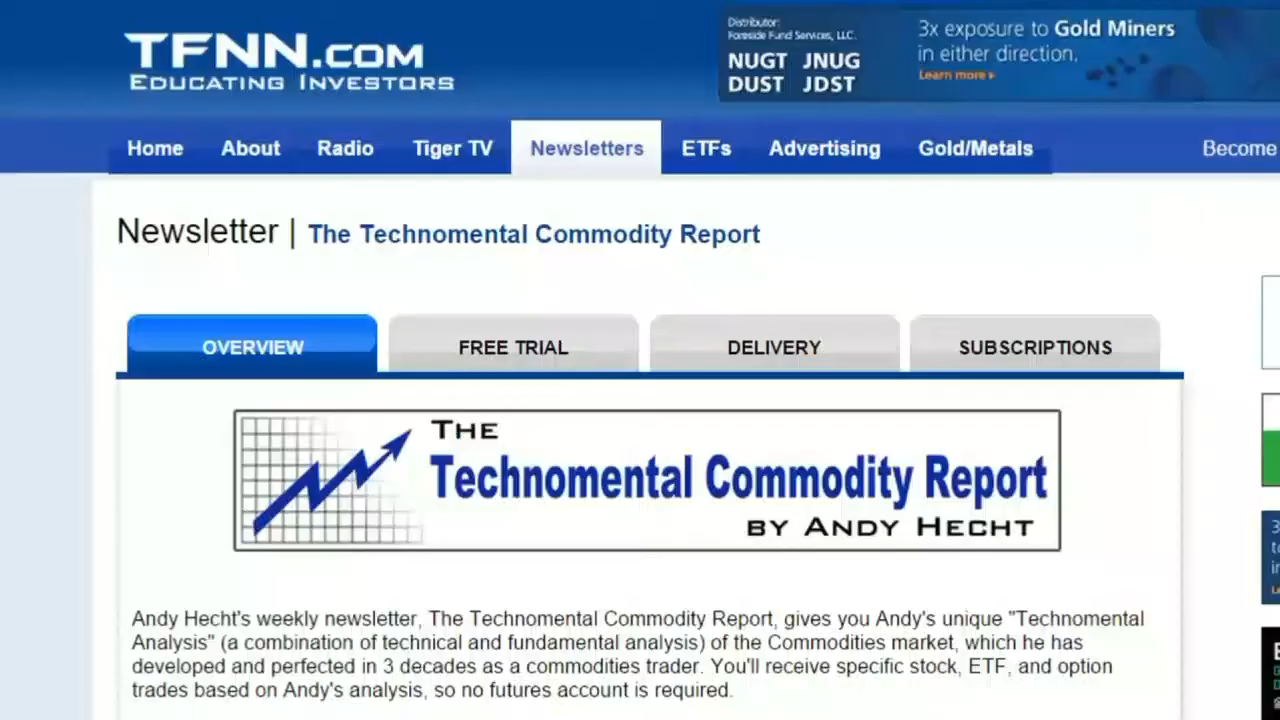 TFNN.COM
EDUCATING INVESTORS
Distributor:
Foreside Fund Services, LLC.
NUGT JNUG
DUST JDST
3x exposure to Gold Miners
in either direction.
Learn more
Home About Radio Tiger TV Newsletters ETFs Advertising Gold/Metals Become
Newsletter | The Technomental Commodity Report
OVERVIEW FREE TRIAL DELIVERY SUBSCRIPTIONS
THE
Technomental Commodity Report
BY ANDY HECHT
Andy Hecht's weekly newsletter, The Technomental Commodity Report, gives you Andy's unique "Technomental
Analysis" (a combination of technical and fundamental analysis) of the Commodities market, which he has
developed and perfected in 3 decades as a commodities trader. You'll receive specific stock, ETF, and option
trades based on Andy's analysis, so no futures account is required.